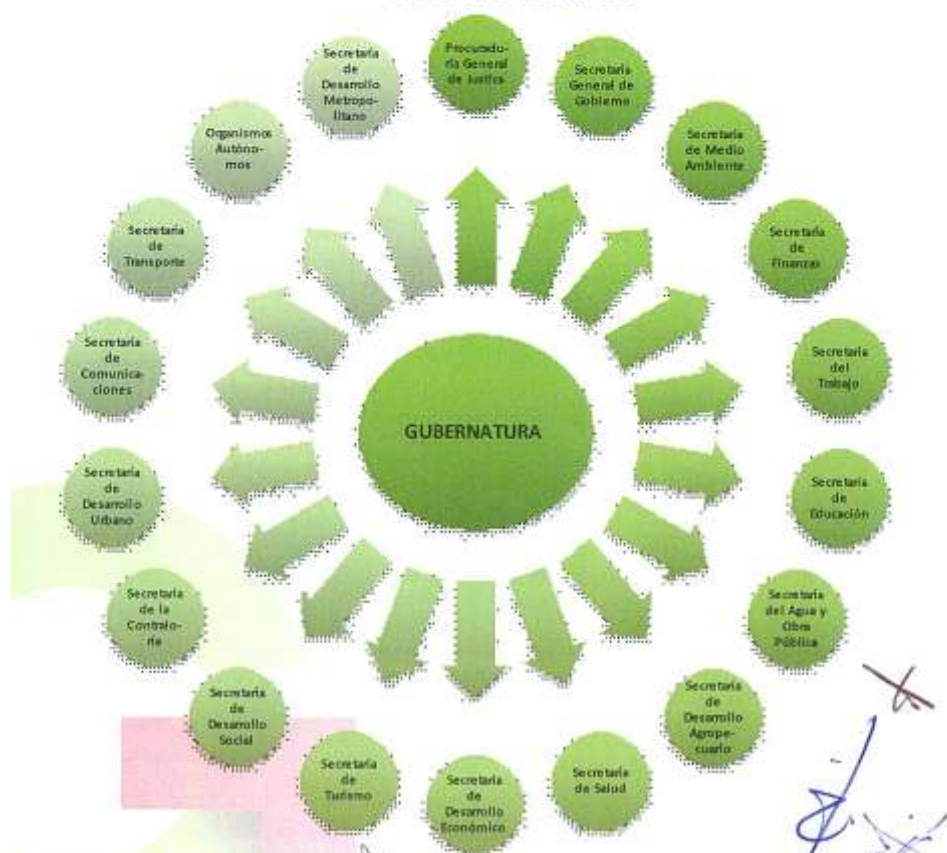 Procuradu-
ría General
de Justica
Secretaría
General de
Gobierno
Secretaría
de Medio
Ambiente
Secretaría
de
Finanzas
Secretaría
del
Trabajo
Secretaría
de
Educación
Secretaría
del Agua y
Obra
Pública
Secretaría
de
Desarrollo
Agrope-
cuario
Secretaría
de Salud
Secretaría
de
Desarrollo
Económico
Secretaría
de
Turismo
Secretaría
de
Desarrollo
Social
Secretaría
de la
Contralo-
ría
Secretaría
de
Desarrollo
Urbano
Secretaría
de
Comunica-
ciones
Secretaría
de
Transporte
Organismos
Autóno-
mos
Secretaría
de
Desarrollo
Metropo-
litano
GUBERNATURA